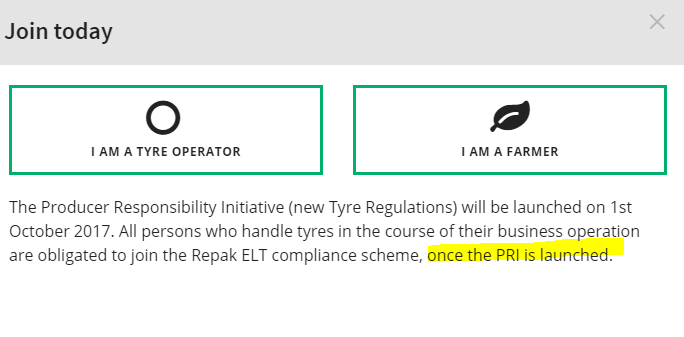 Join today
I AM A TYRE OPERATOR
I AM A FARMER
The Producer Responsibility Initiative (new Tyre Regulations) will be launched on 1st
October 2017. All persons who handle tyres in the course of their business operation
are obligated to join the Repak ELT compliance scheme, once the PRI is launched.